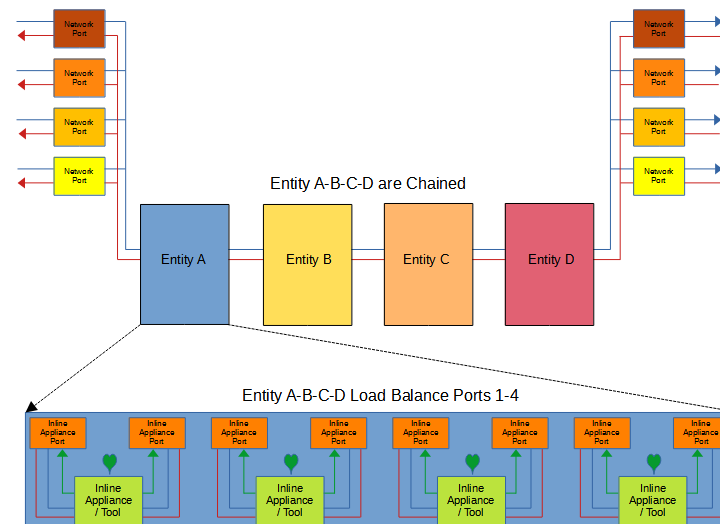 Network
Port
Network
Port
Network
Port
Network
Port
Network
Port
Network
Port
Network
Port
Network
Port
Entity A-B-C-D are Chained
Entity A
Entity B
Entity C
Entity D
Entity A-B-C-D Load Balance Ports 1-4
Inline
Appliance
Port
Inline
Appliance
Port
Inline
Appliance
Port
Inline
Appliance
Port
Inline
Appliance
Port
Inline
Appliance
Port
Inline
Appliance
Port
Inline
Appliance
Port
Inline
Appliance
/ Tool
Inline
Appliance
/ Tool
Inline
Appliance
/ Tool
Inline
Appliance
/ Tool